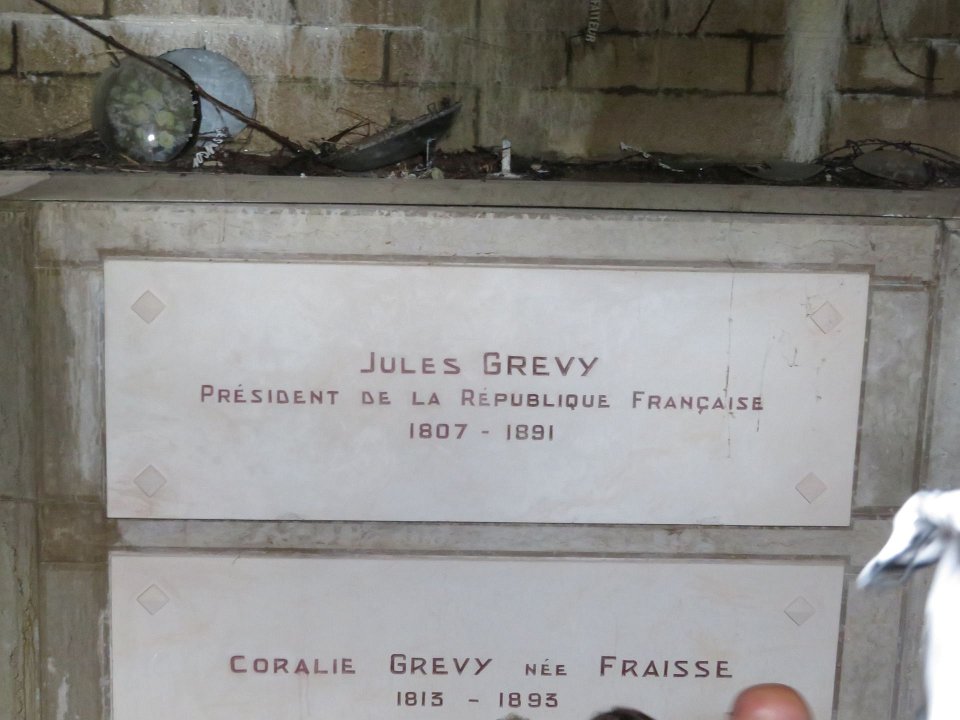 JULES GREVY
PRÉSIDENT DE LA RÉPUBLIQUE FRANÇAISE
1807 - 1891
CORALIE GREVY NÉE FRAISSE
1813 - 1893